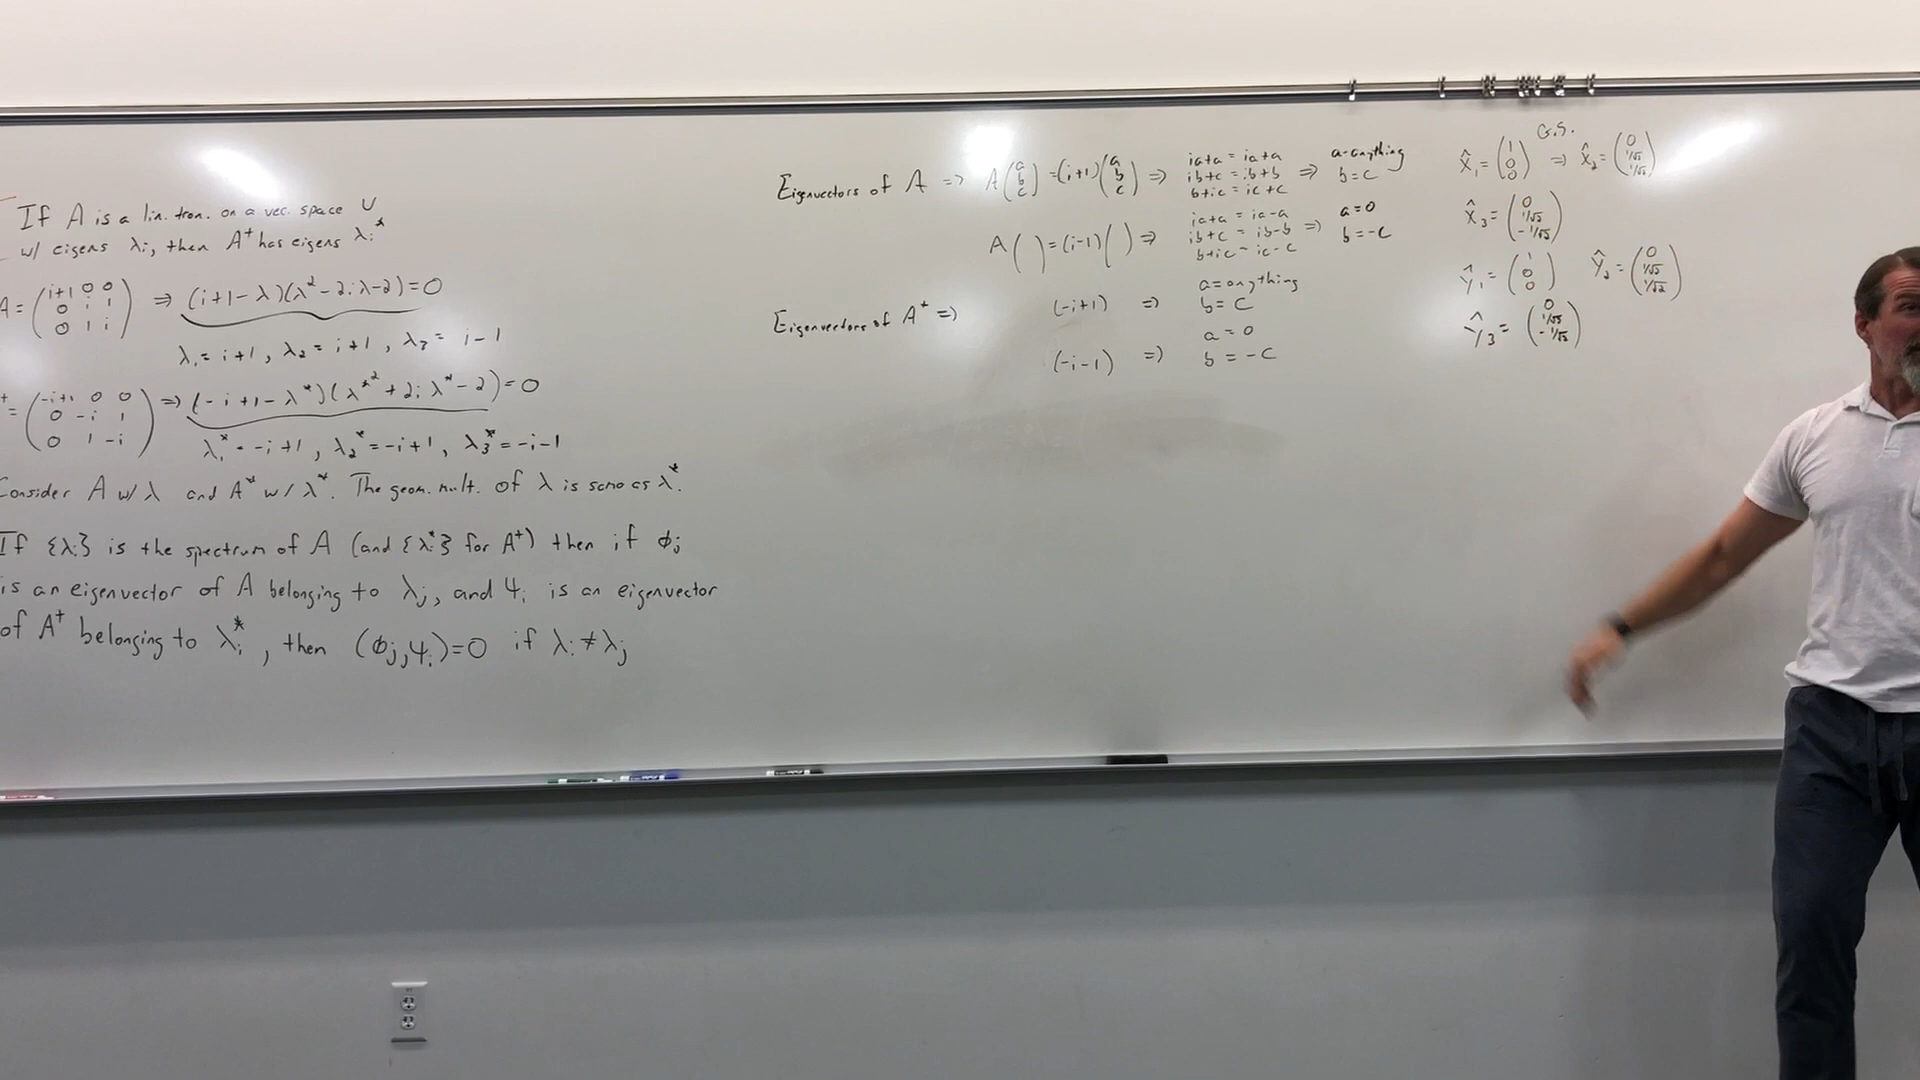 If A is a lin. tran. on a vec. space U
w/ eigens λi, then A† has eigens λi*
A = (i+1 0 0; 0 i 1; 0 1 i) ⇒ (i+1-λ)(λ²-2iλ-2)=0
λ₁ = i+1, λ₂ = i+1, λ₃ = i-1
† = (-i+1 0 0; 0 -i 1; 0 1 -i) ⇒ (-i+1-λ*)(λ*²+2iλ*-2)=0
λ₁* = -i+1, λ₂* = -i+1, λ₃* = -i-1
Consider A w/ λ and A* w/ λ*. The geom. mult. of λ is same as λ*.
If {λi} is the spectrum of A (and {λi*} for A†) then if ϕj
is an eigenvector of A belonging to λj, and ψi is an eigenvector
of A† belonging to λi*, then (ϕj,ψi)=0 if λi≠λj
Eigenvectors of A ⇒ A(a b c) = (i+1)(a b c) ⇒
ia+a = ia+a
ib+c = ib+b
b+ic = ic+c
⇒ a-anything
b=c
A( ) = (i-1)( ) ⇒
ia+a = ia-a
ib+c = ib-b
b+ic = ic-c
⇒ a=0
b=-c
Eigenvectors of A† ⇒
(-i+1) ⇒ a=anything
b=c
(-i-1) ⇒ a=0
b=-c
G.S.
x̂₁ = (1 0 0) ⇒ x̂₂ = (0 1/√2 1/√2)
x̂₃ = (0 1/√2 -1/√2)
ŷ₁ = (1 0 0) ŷ₂ = (0 1/√2 1/√2)
ŷ₃ = (0 1/√2 -1/√2)